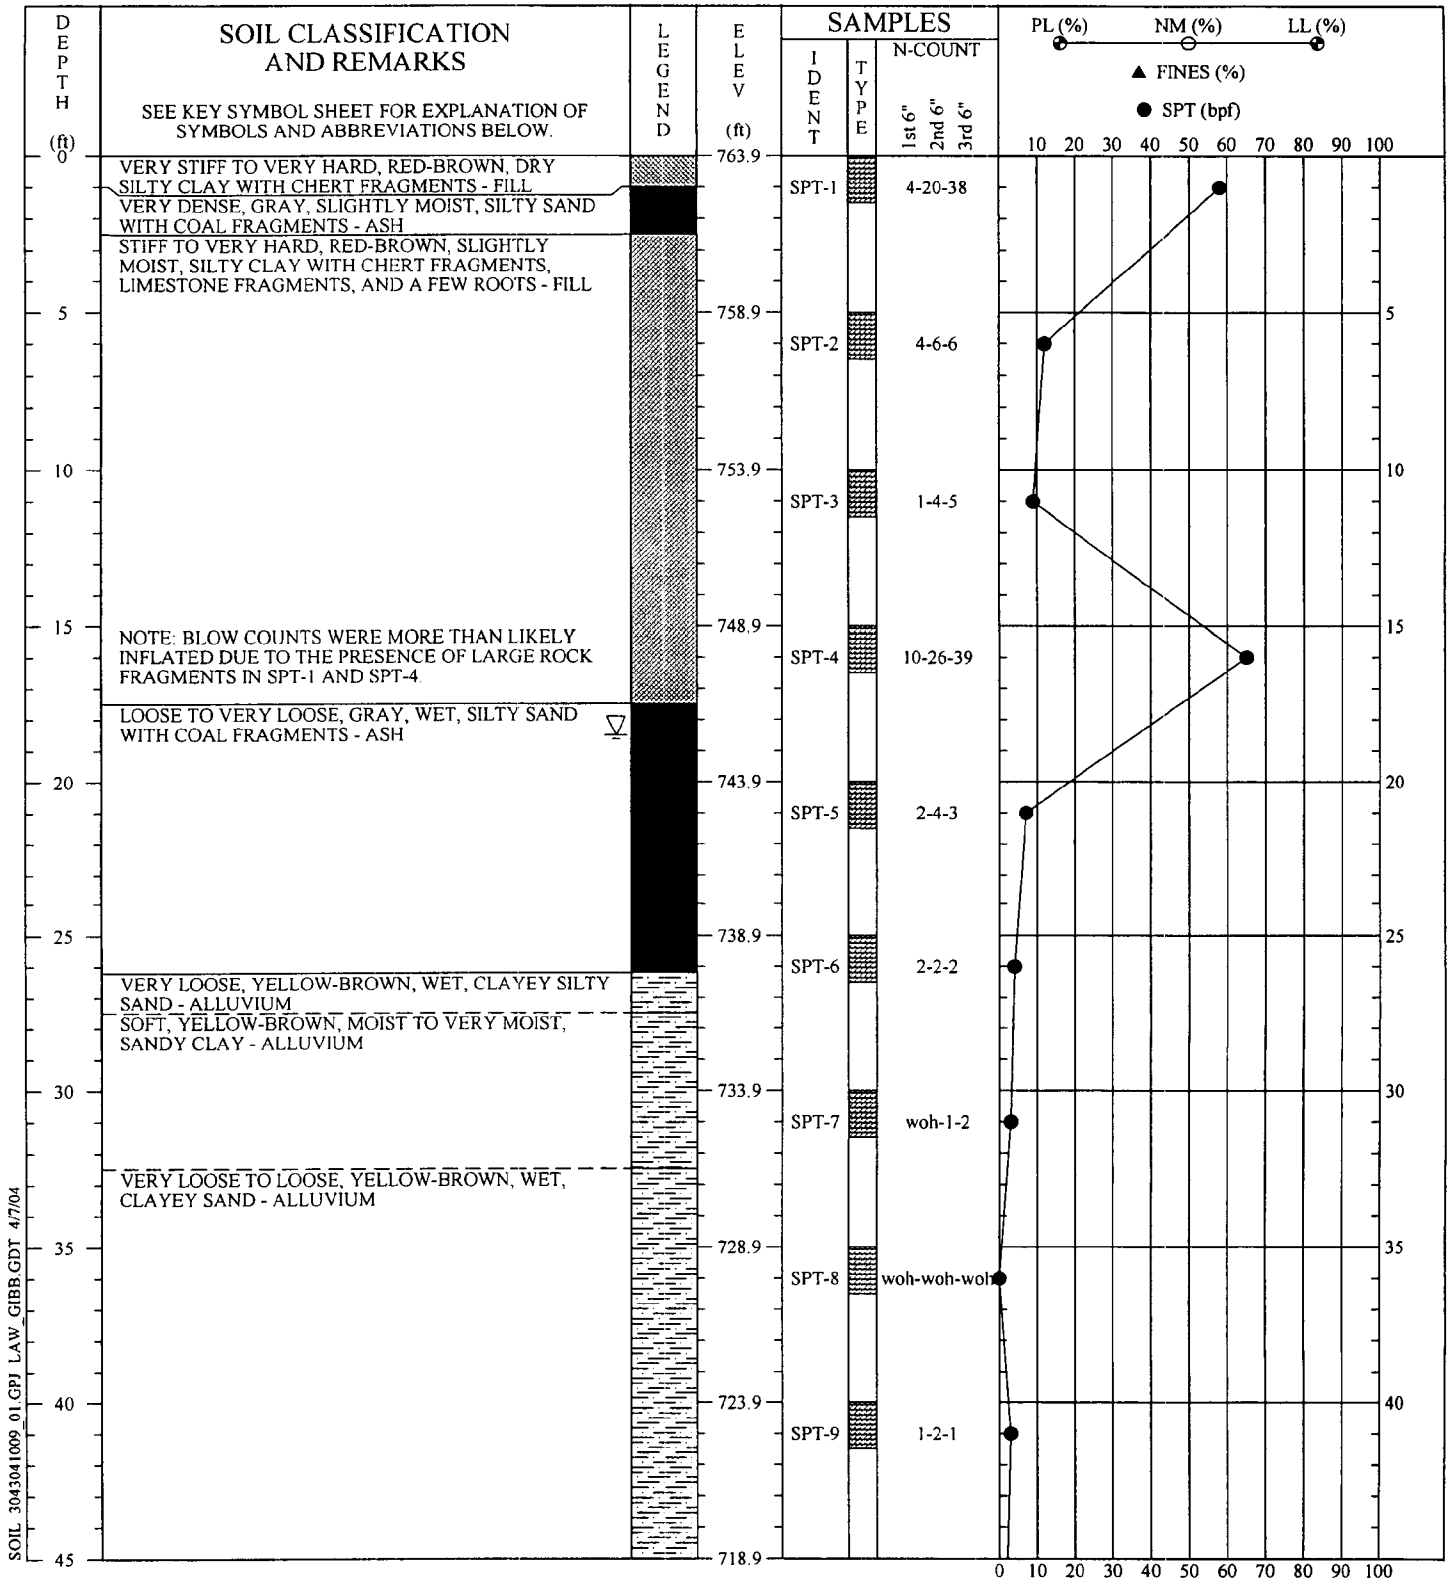 DEPTH
(ft)
SOIL CLASSIFICATION
AND REMARKS
SEE KEY SYMBOL SHEET FOR EXPLANATION OF
SYMBOLS AND ABBREVIATIONS BELOW.
LEGEND
ELEV
(ft)
SAMPLES
IDENT
TYPE
N-COUNT
1st 6"
2nd 6"
3rd 6"
PL (%)
NM (%)
LL (%)
▲ FINES (%)
● SPT (bpf)
10 20 30 40 50 60 70 80 90 100
0
763.9
VERY STIFF TO VERY HARD, RED-BROWN, DRY
SILTY CLAY WITH CHERT FRAGMENTS - FILL
SPT-1
4-20-38
VERY DENSE, GRAY, SLIGHTLY MOIST, SILTY SAND
WITH COAL FRAGMENTS - ASH
STIFF TO VERY HARD, RED-BROWN, SLIGHTLY
MOIST, SILTY CLAY WITH CHERT FRAGMENTS,
LIMESTONE FRAGMENTS, AND A FEW ROOTS - FILL
5
758.9
5
SPT-2
4-6-6
10
753.9
10
SPT-3
1-4-5
15
748.9
15
NOTE: BLOW COUNTS WERE MORE THAN LIKELY
INFLATED DUE TO THE PRESENCE OF LARGE ROCK
FRAGMENTS IN SPT-1 AND SPT-4.
SPT-4
10-26-39
LOOSE TO VERY LOOSE, GRAY, WET, SILTY SAND
WITH COAL FRAGMENTS - ASH
20
743.9
20
SPT-5
2-4-3
25
738.9
25
SPT-6
2-2-2
VERY LOOSE, YELLOW-BROWN, WET, CLAYEY SILTY
SAND - ALLUVIUM
SOFT, YELLOW-BROWN, MOIST TO VERY MOIST,
SANDY CLAY - ALLUVIUM
30
733.9
30
SPT-7
woh-1-2
VERY LOOSE TO LOOSE, YELLOW-BROWN, WET,
CLAYEY SAND - ALLUVIUM
35
728.9
35
SPT-8
woh-woh-woh
40
723.9
40
SPT-9
1-2-1
45
718.9
0 10 20 30 40 50 60 70 80 90 100
SOIL 3043041009_01.GPJ LAW_GIBB.GDT 4/7/04